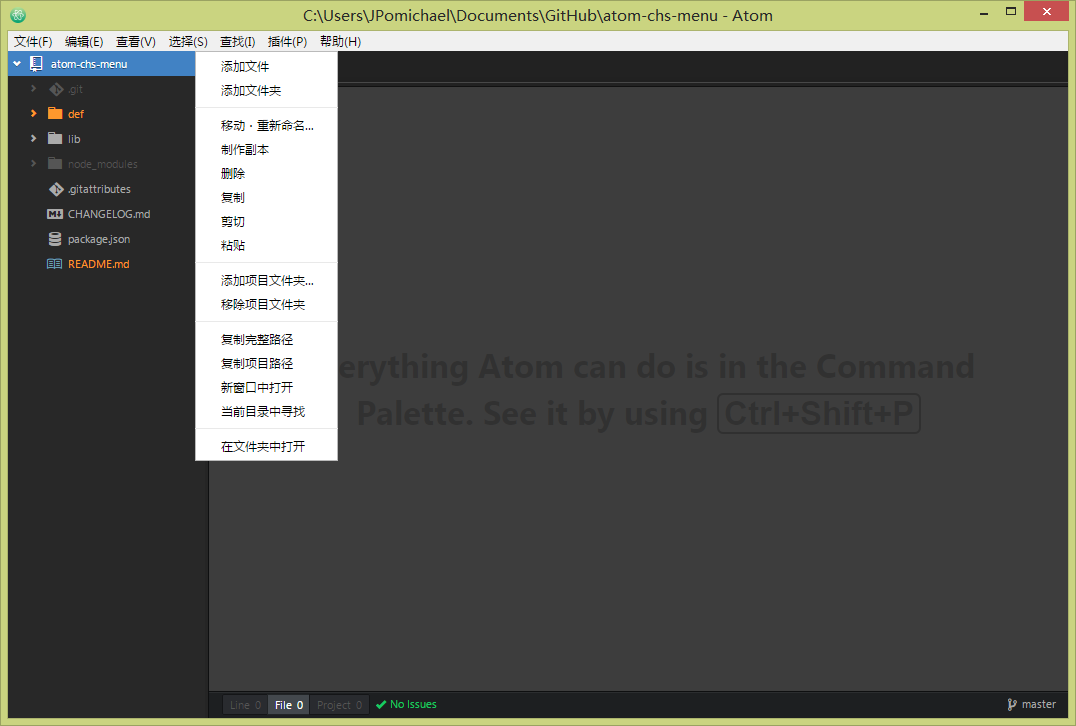 C:\Users\JPomichael\Documents\GitHub\atom-chs-menu - Atom
文件(F) 编辑(E) 查看(V) 选择(S) 查找(I) 插件(P) 帮助(H)
atom-chs-menu
.git
def
lib
node_modules
.gitattributes
CHANGELOG.md
package.json
README.md
添加文件
添加文件夹
移动·重新命名...
制作副本
删除
复制
剪切
粘贴
添加项目文件夹...
移除项目文件夹
复制完整路径
复制项目路径
新窗口中打开
当前目录中寻找
在文件夹中打开
erything Atom can do is in the Command
Palette. See it by using Ctrl+Shift+P
Line 0 File 0 Project 0 No Issues master